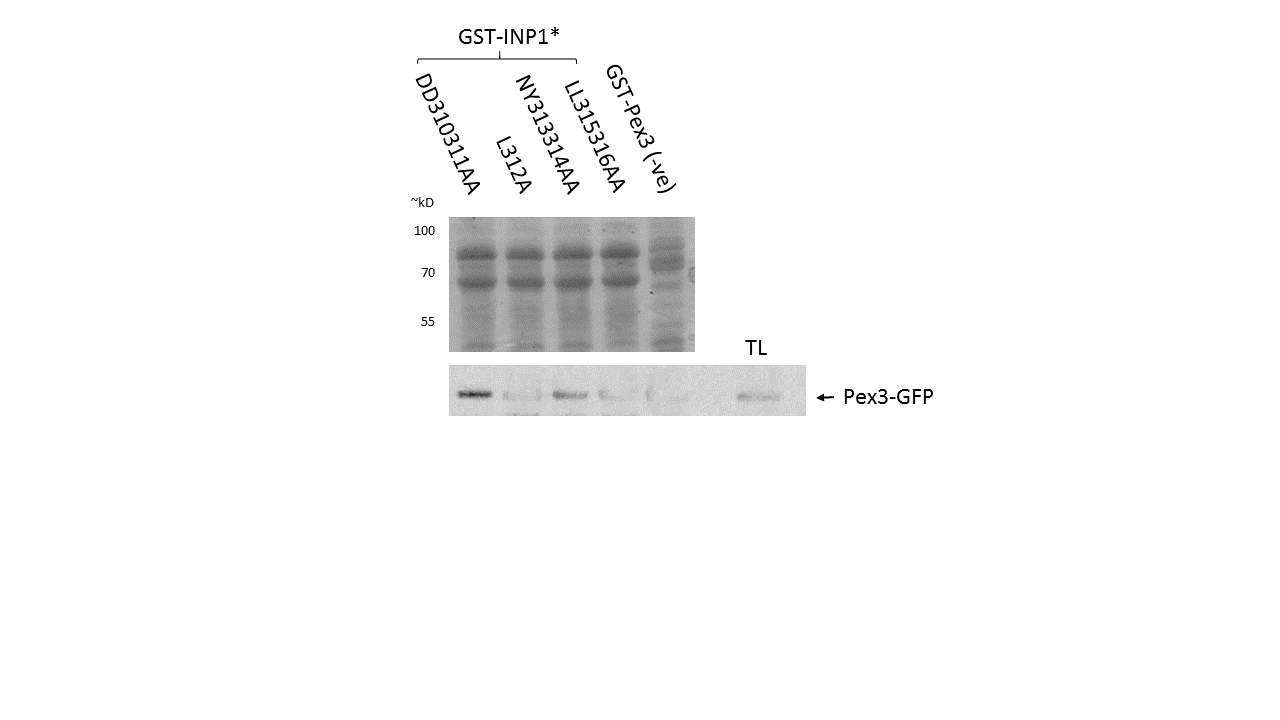 GST-INP1*
DD310311AA
L312A
NY313314AA
LL315316AA
GST-Pex3 (-ve)
~kD
100
70
55
TL
Pex3-GFP